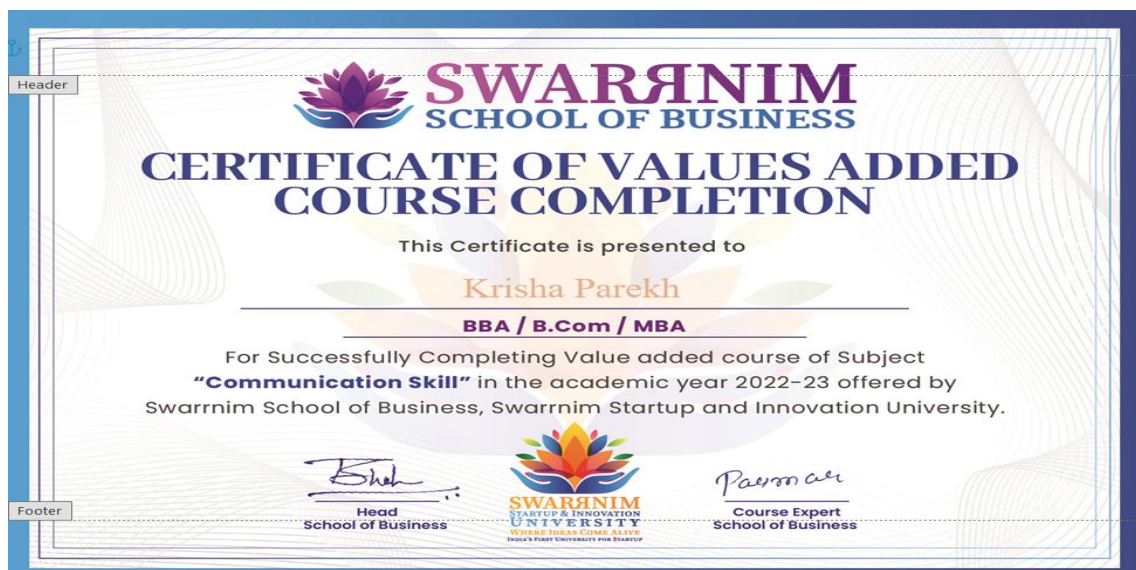 Header
SWARЯNIM
SCHOOL OF BUSINESS
CERTIFICATE OF VALUES ADDED
COURSE COMPLETION
This Certificate is presented to
Krisha Parekh
BBA / B.Com / MBA
For Successfully Completing Value added course of Subject
“Communication Skill” in the academic year 2022-23 offered by
Swarrnim School of Business, Swarrnim Startup and Innovation University.
Parmar
Head
School of Business
SWARЯNIM
STARTUP & INNOVATION
UNIVERSITY
WHERE IDEAS COME ALIVE
INDIA'S FIRST UNIVERSITY FOR STARTUP
Course Expert
School of Business
Footer